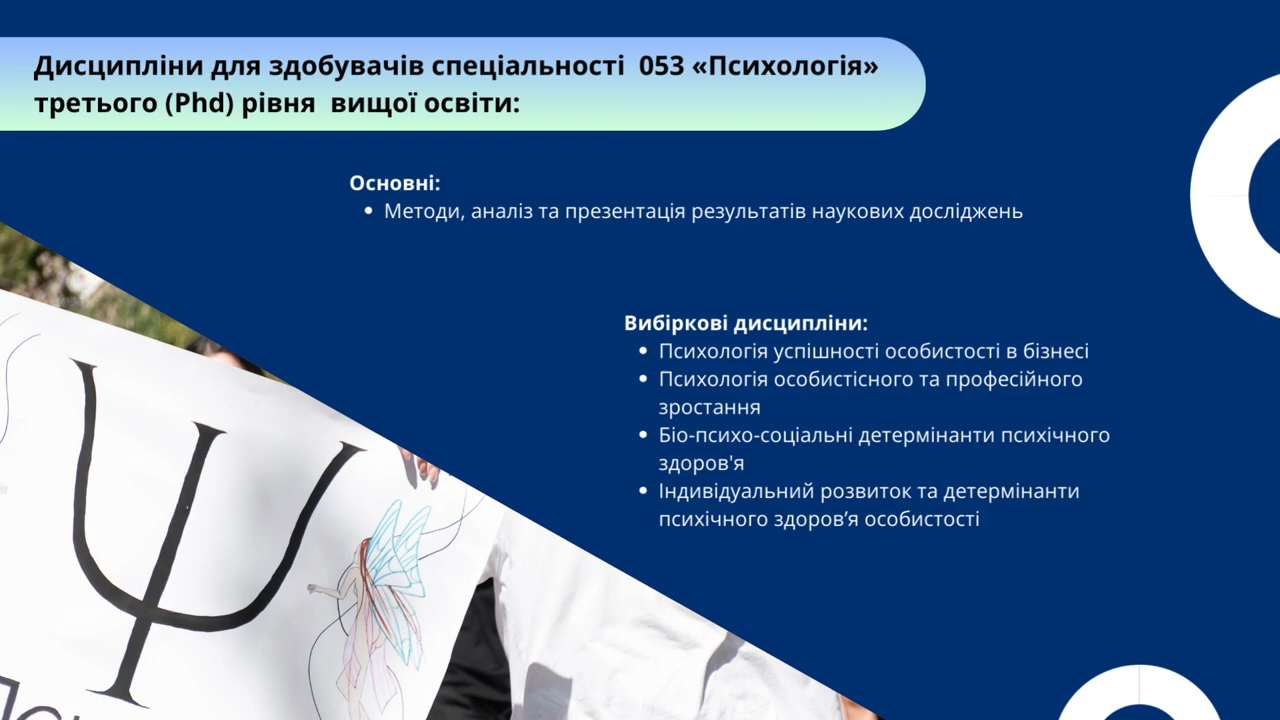 Дисципліни для здобувачів спеціальності 053 «Психологія»
третього (Phd) рівня вищої освіти:
Основні:
• Методи, аналіз та презентація результатів наукових досліджень
Вибіркові дисципліни:
• Психологія успішності особистості в бізнесі
• Психологія особистісного та професійного
зростання
• Біо-психо-соціальні детермінанти психічного
здоров'я
• Індивідуальний розвиток та детермінанти
психічного здоров’я особистості
Ψ